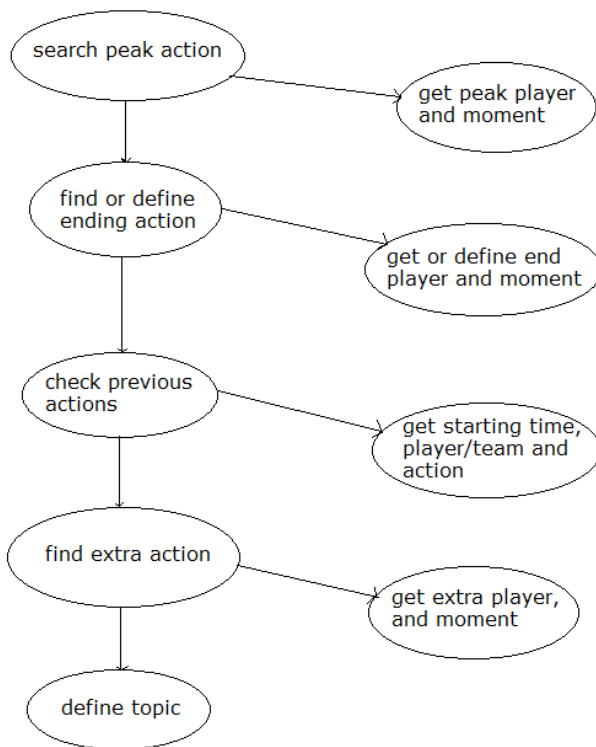 search peak action
get peak player
and moment
find or define
ending action
get or define end
player and moment
check previous
actions
get starting time,
player/team and
action
find extra action
get extra player,
and moment
define topic